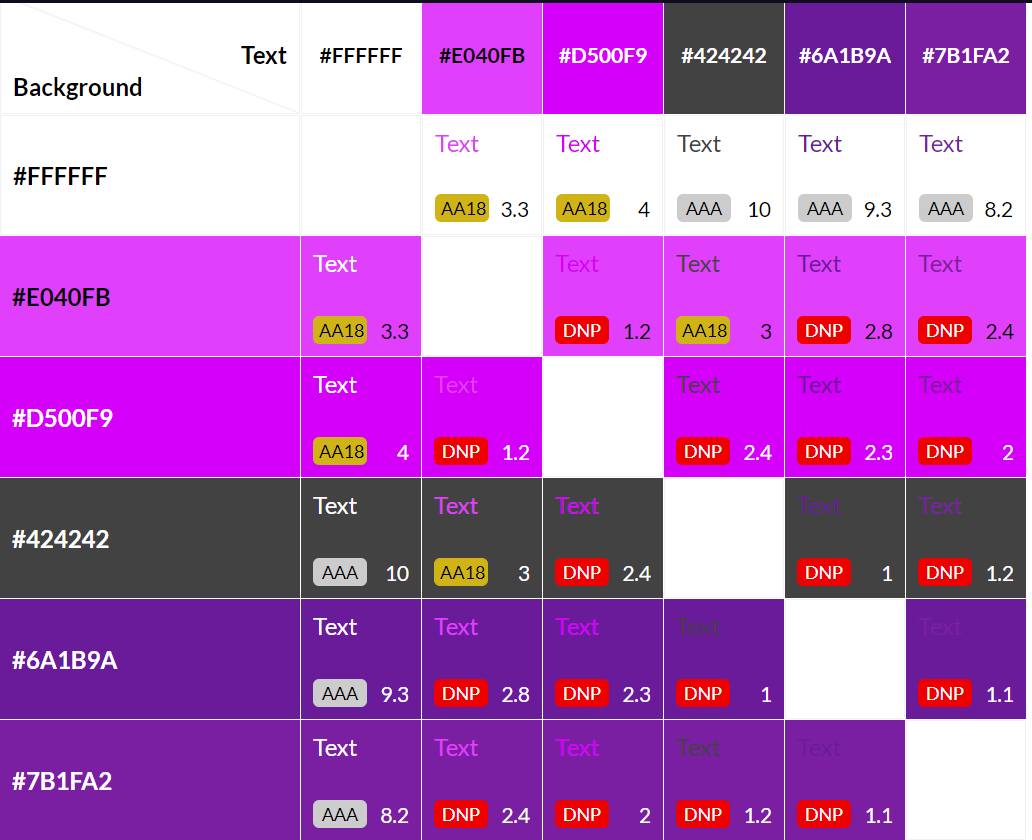 Text #FFFFFF #E040FB #D500F9 #424242 #6A1B9A #7B1FA2
Background
Text Text Text Text Text
#FFFFFF
AA18 3.3 AA18 4 AAA 10 AAA 9.3 AAA 8.2
Text Text Text Text Text
#E040FB
AA18 3.3 DNP 1.2 AA18 3 DNP 2.8 DNP 2.4
Text Text Text Text Text
#D500F9
AA18 4 DNP 1.2 DNP 2.4 DNP 2.3 DNP 2
Text Text Text Text Text
#424242
AAA 10 AA18 3 DNP 2.4 DNP 1 DNP 1.2
Text Text Text Text Text
#6A1B9A
AAA 9.3 DNP 2.8 DNP 2.3 DNP 1 DNP 1.1
Text Text Text Text Text
#7B1FA2
AAA 8.2 DNP 2.4 DNP 2 DNP 1.2 DNP 1.1